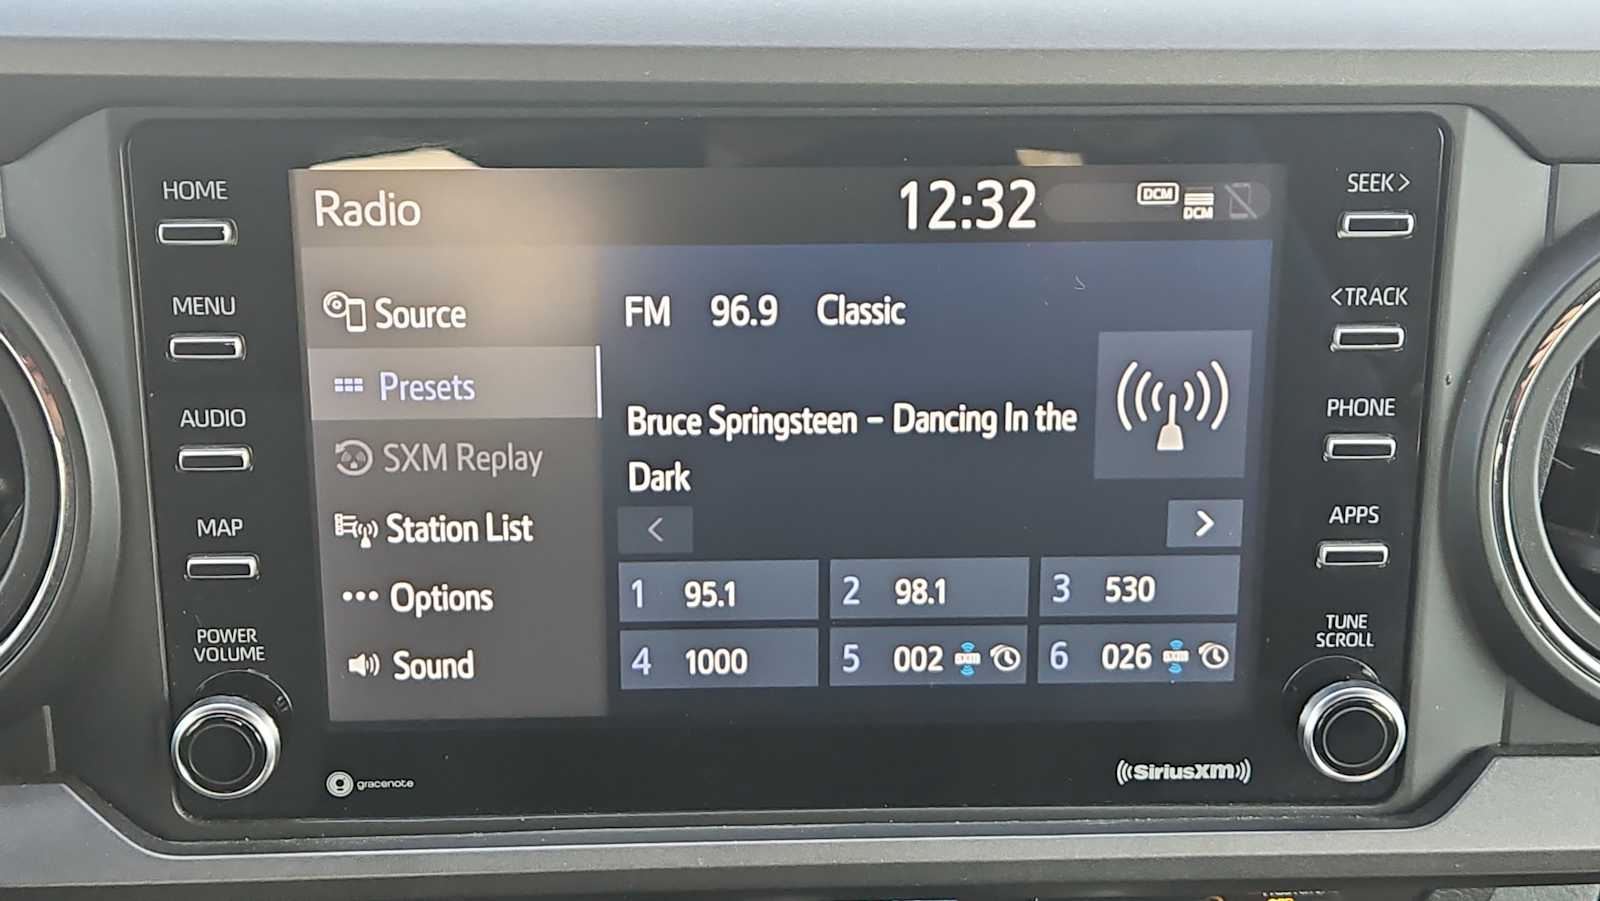 HOME
MENU
AUDIO
MAP
POWER
VOLUME
Radio
12:32
DCM
DCM
Source
Presets
SXM Replay
Station List
Options
Sound
FM 96.9 Classic
Bruce Springsteen – Dancing In the
Dark
<
>
1 95.1
2 98.1
3 530
4 1000
5 002 SXM
6 026 SXM
gracenote
((SiriusXM))
SEEK>
<TRACK
PHONE
APPS
TUNE
SCROLL